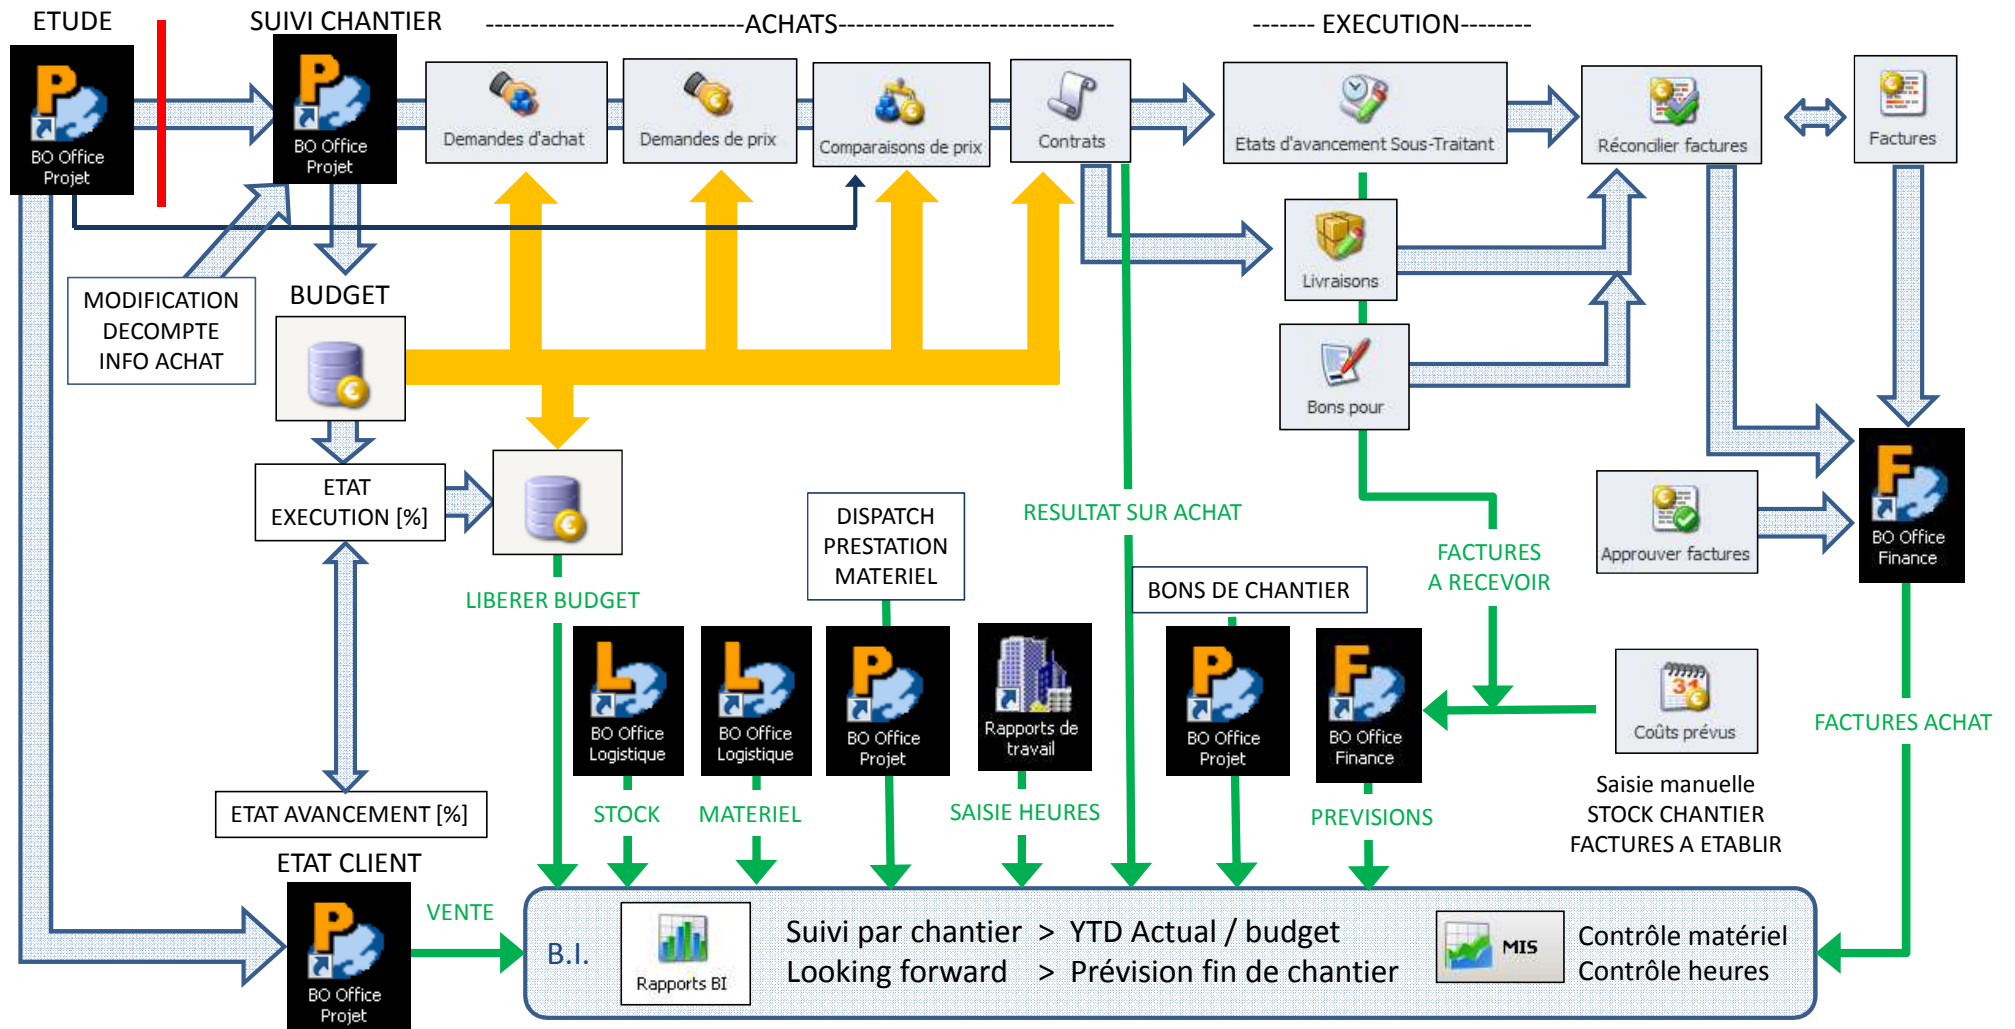 ETUDE
SUIVI CHANTIER
--------------------------ACHATS----------------------------
------- EXECUTION--------
BO Office
Projet
BO Office
Projet
Demandes d'achat
Demandes de prix
Comparaisons de prix
Contrats
Etats d'avancement Sous-Traitant
Réconcilier factures
Factures
MODIFICATION
DECOMPTE
INFO ACHAT
BUDGET
Livraisons
Bons pour
ETAT
EXECUTION [%]
DISPATCH
PRESTATION
MATERIEL
RESULTAT SUR ACHAT
FACTURES
A RECEVOIR
Approuver factures
BO Office
Finance
LIBERER BUDGET
BONS DE CHANTIER
BO Office
Logistique
BO Office
Logistique
BO Office
Projet
Rapports de
travail
BO Office
Projet
BO Office
Finance
31
Coûts prévus
FACTURES ACHAT
Saisie manuelle
STOCK CHANTIER
FACTURES A ETABLIR
ETAT AVANCEMENT [%]
STOCK
MATERIEL
SAISIE HEURES
PREVISIONS
ETAT CLIENT
BO Office
Projet
VENTE
B.I.
Rapports BI
Suivi par chantier > YTD Actual / budget
Looking forward > Prévision fin de chantier
MIS
Contrôle matériel
Contrôle heures